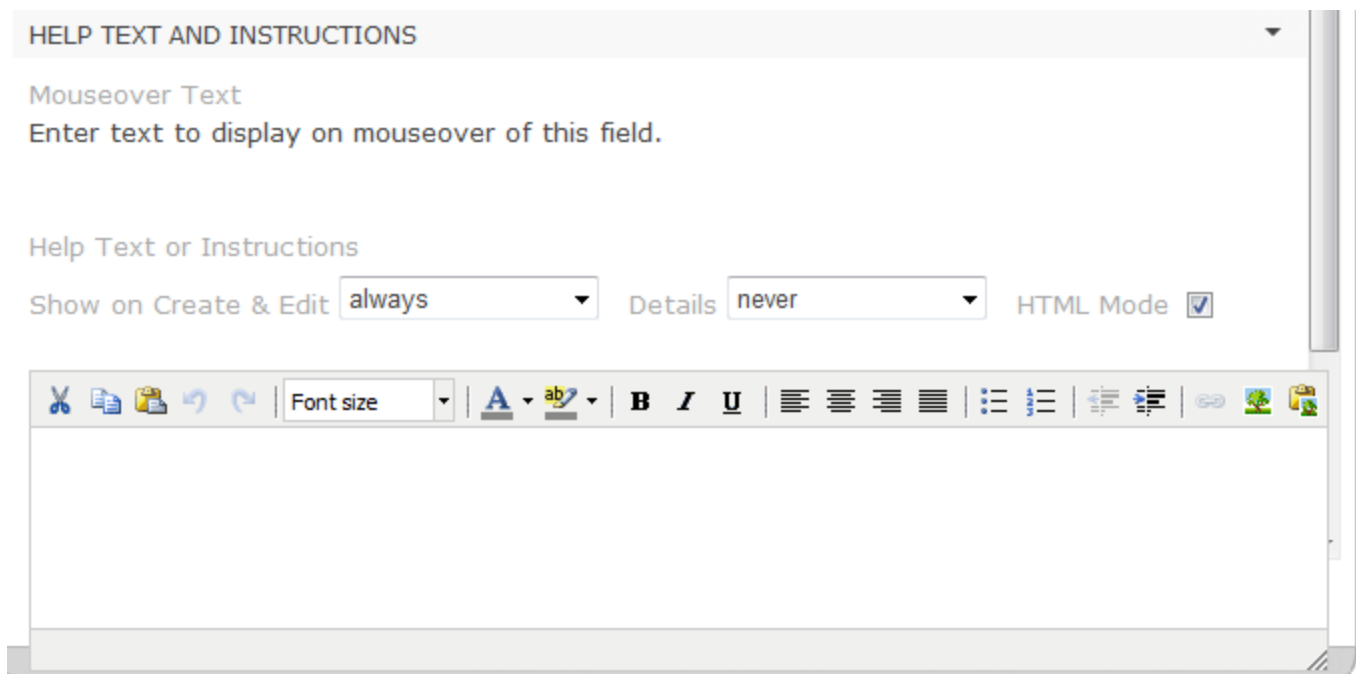 HELP TEXT AND INSTRUCTIONS
Mouseover Text
Enter text to display on mouseover of this field.
Help Text or Instructions
Show on Create & Edit always Details never HTML Mode
Font size A ab B I U